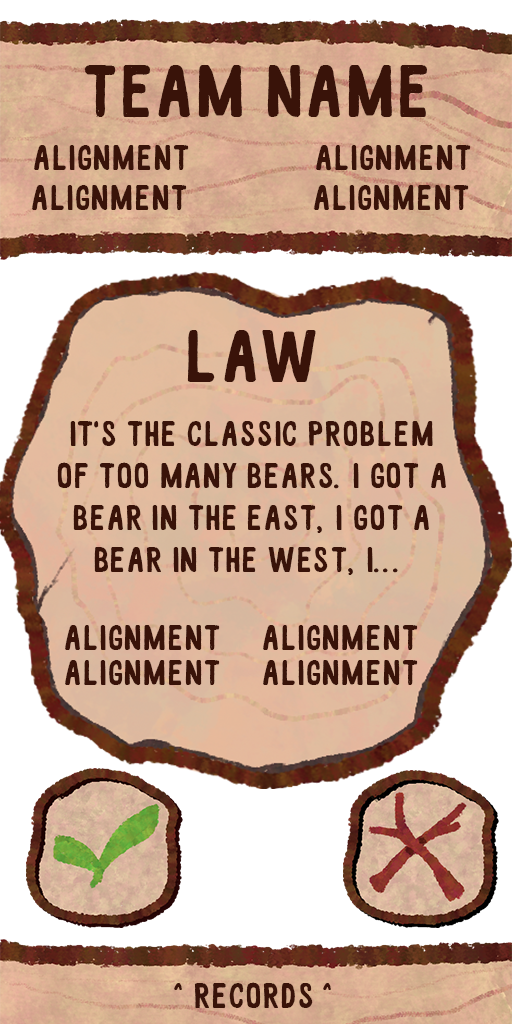 TEAM NAME
ALIGNMENT ALIGNMENT
ALIGNMENT ALIGNMENT
LAW
IT'S THE CLASSIC PROBLEM
OF TOO MANY BEARS. I GOT A
BEAR IN THE EAST, I GOT A
BEAR IN THE WEST, I...
ALIGNMENT ALIGNMENT
ALIGNMENT ALIGNMENT
^ RECORDS ^